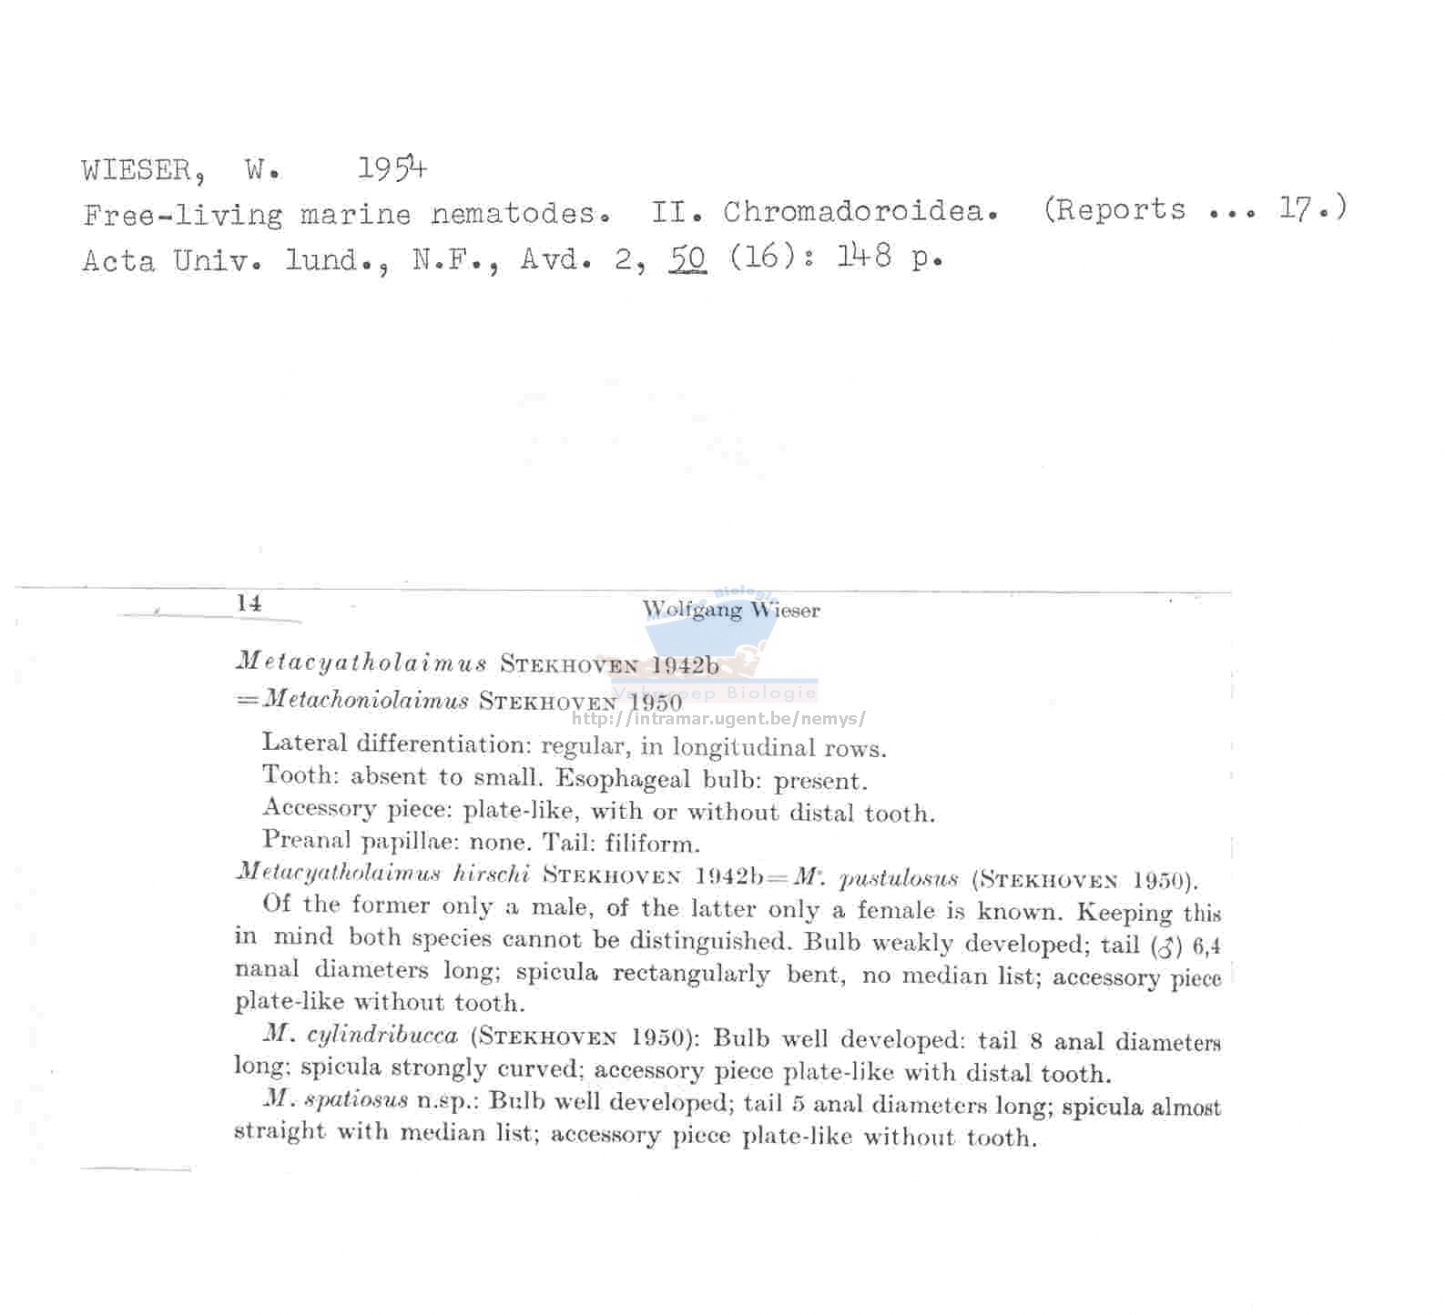 WIESER, W. 1954
Free-living marine nematodes. II. Chromadoroidea. (Reports ... 17.)
Acta Univ. lund., N.F., Avd. 2, 50 (16): 148 p.
14 Wolfgang Wieser
Metacyatholaimus STEKHOVEN 1942b
=Metachoniolaimus STEKHOVEN 1950
Biologie
Vakgroep Biologie
http://intramar.ugent.be/nemys/
Lateral differentiation: regular, in longitudinal rows.
Tooth: absent to small. Esophageal bulb: present.
Accessory piece: plate-like, with or without distal tooth.
Preanal papillae: none. Tail: filiform.
Metacyatholaimus hirschi STEKHOVEN 1942b=M. pustulosus (STEKHOVEN 1950).
Of the former only a male, of the latter only a female is known. Keeping this
in mind both species cannot be distinguished. Bulb weakly developed; tail (♂) 6,4
nanal diameters long; spicula rectangularly bent, no median list; accessory piece
plate-like without tooth.
M. cylindribucca (STEKHOVEN 1950): Bulb well developed: tail 8 anal diameters
long; spicula strongly curved; accessory piece plate-like with distal tooth.
M. spatiosus n.sp.: Bulb well developed; tail 5 anal diameters long; spicula almost
straight with median list; accessory piece plate-like without tooth.